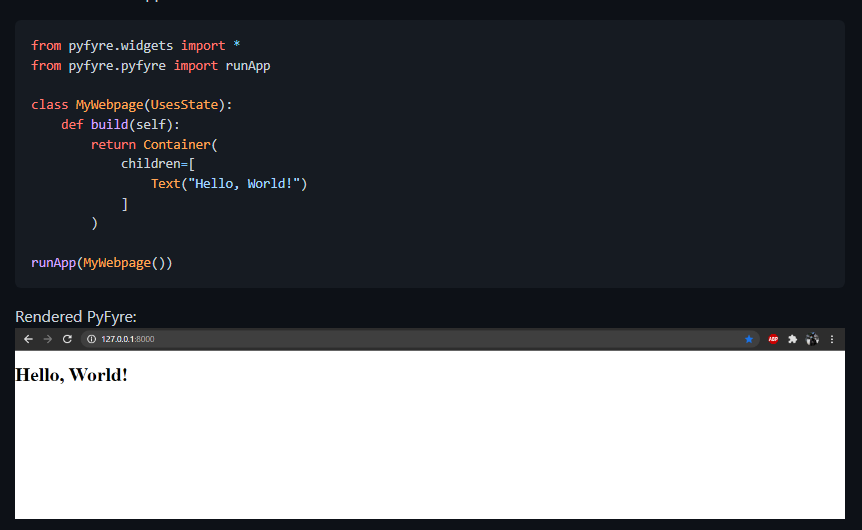 from pyfyre.widgets import *
from pyfyre.pyfyre import runApp
class MyWebpage(UsesState):
    def build(self):
        return Container(
            children=[
                Text("Hello, World!")
            ]
        )
runApp(MyWebpage())
Rendered PyFyre:
127.0.0.1:8000
ABP
Hello, World!